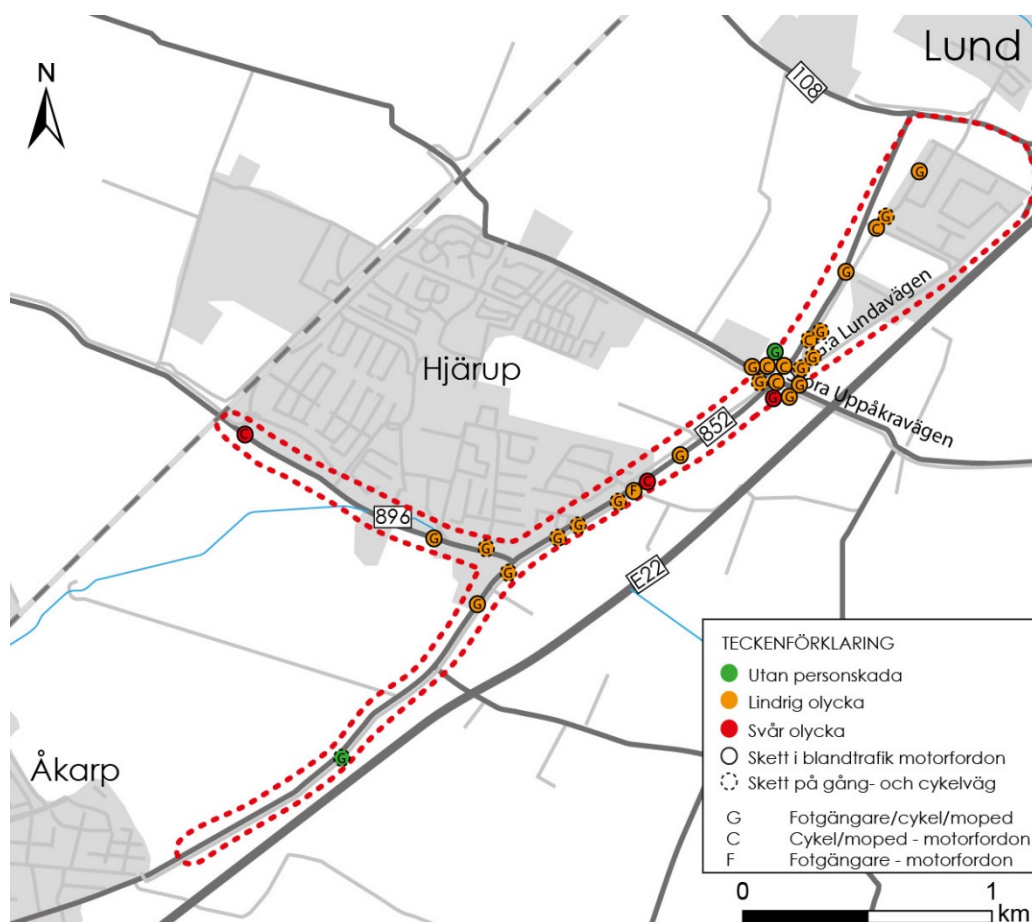 Lund
N
108
G
G
C
G
G
C
G
:a Lundavägen
G
G C C G
Hjärup
G C G
G G
ora Uppåkravägen
852
C
G
C
F
G
896
G
G
G
G
G
E22
G
G
Åkarp
TECKENFÖRKLARING
Utan personskada
Lindrig olycka
Svår olycka
Skett i blandtrafik motorfordon
Skett på gång- och cykelväg
G Fotgängare/cykel/moped
C Cykel/moped - motorfordon
F Fotgängare - motorfordon
0 1
km